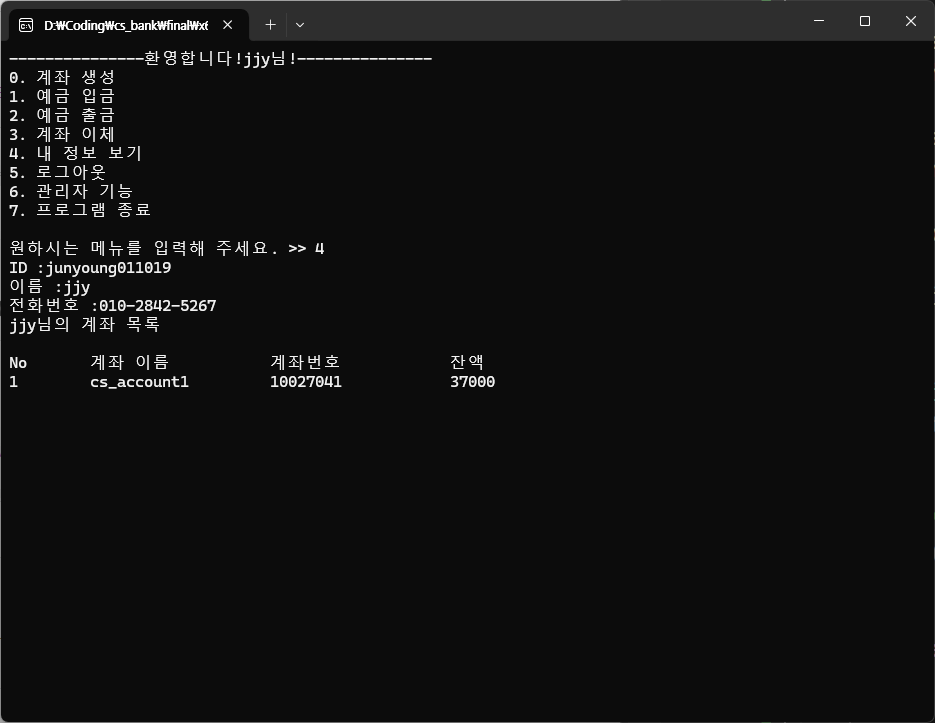 D:\Coding\cs_bank\final\x6
---------------환영합니다!jjy님!---------------
0. 계좌 생성
1. 예금 입금
2. 예금 출금
3. 계좌 이체
4. 내 정보 보기
5. 로그아웃
6. 관리자 기능
7. 프로그램 종료
원하시는 메뉴를 입력해 주세요. >> 4
ID :junyoung011019
이름 :jjy
전화번호 :010-2842-5267
jjy님의 계좌 목록
No 계좌 이름 계좌번호 잔액
1 cs_account1 10027041 37000